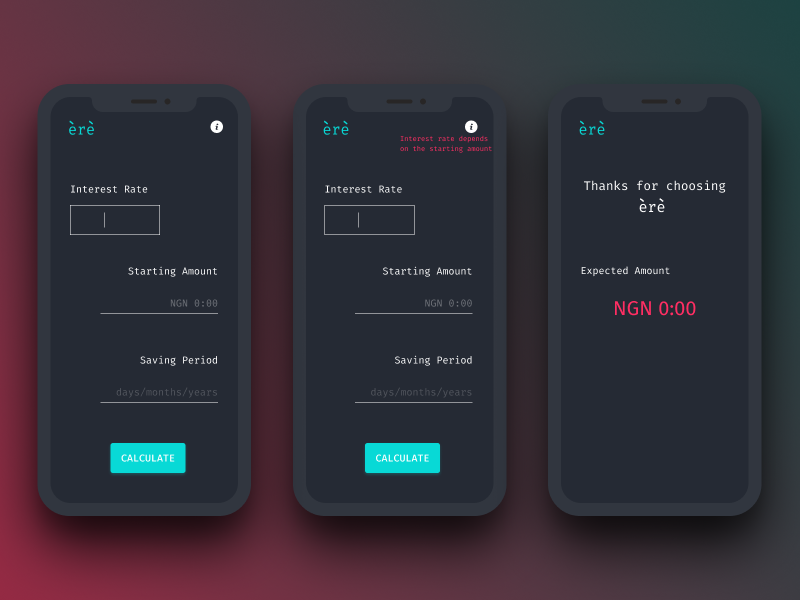 èrè
i
Interest Rate
Starting Amount
NGN 0:00
Saving Period
days/months/years
CALCULATE
èrè
i
Interest rate depends
on the starting amount
Interest Rate
Starting Amount
NGN 0:00
Saving Period
days/months/years
CALCULATE
èrè
Thanks for choosing
èrè
Expected Amount
NGN 0:00